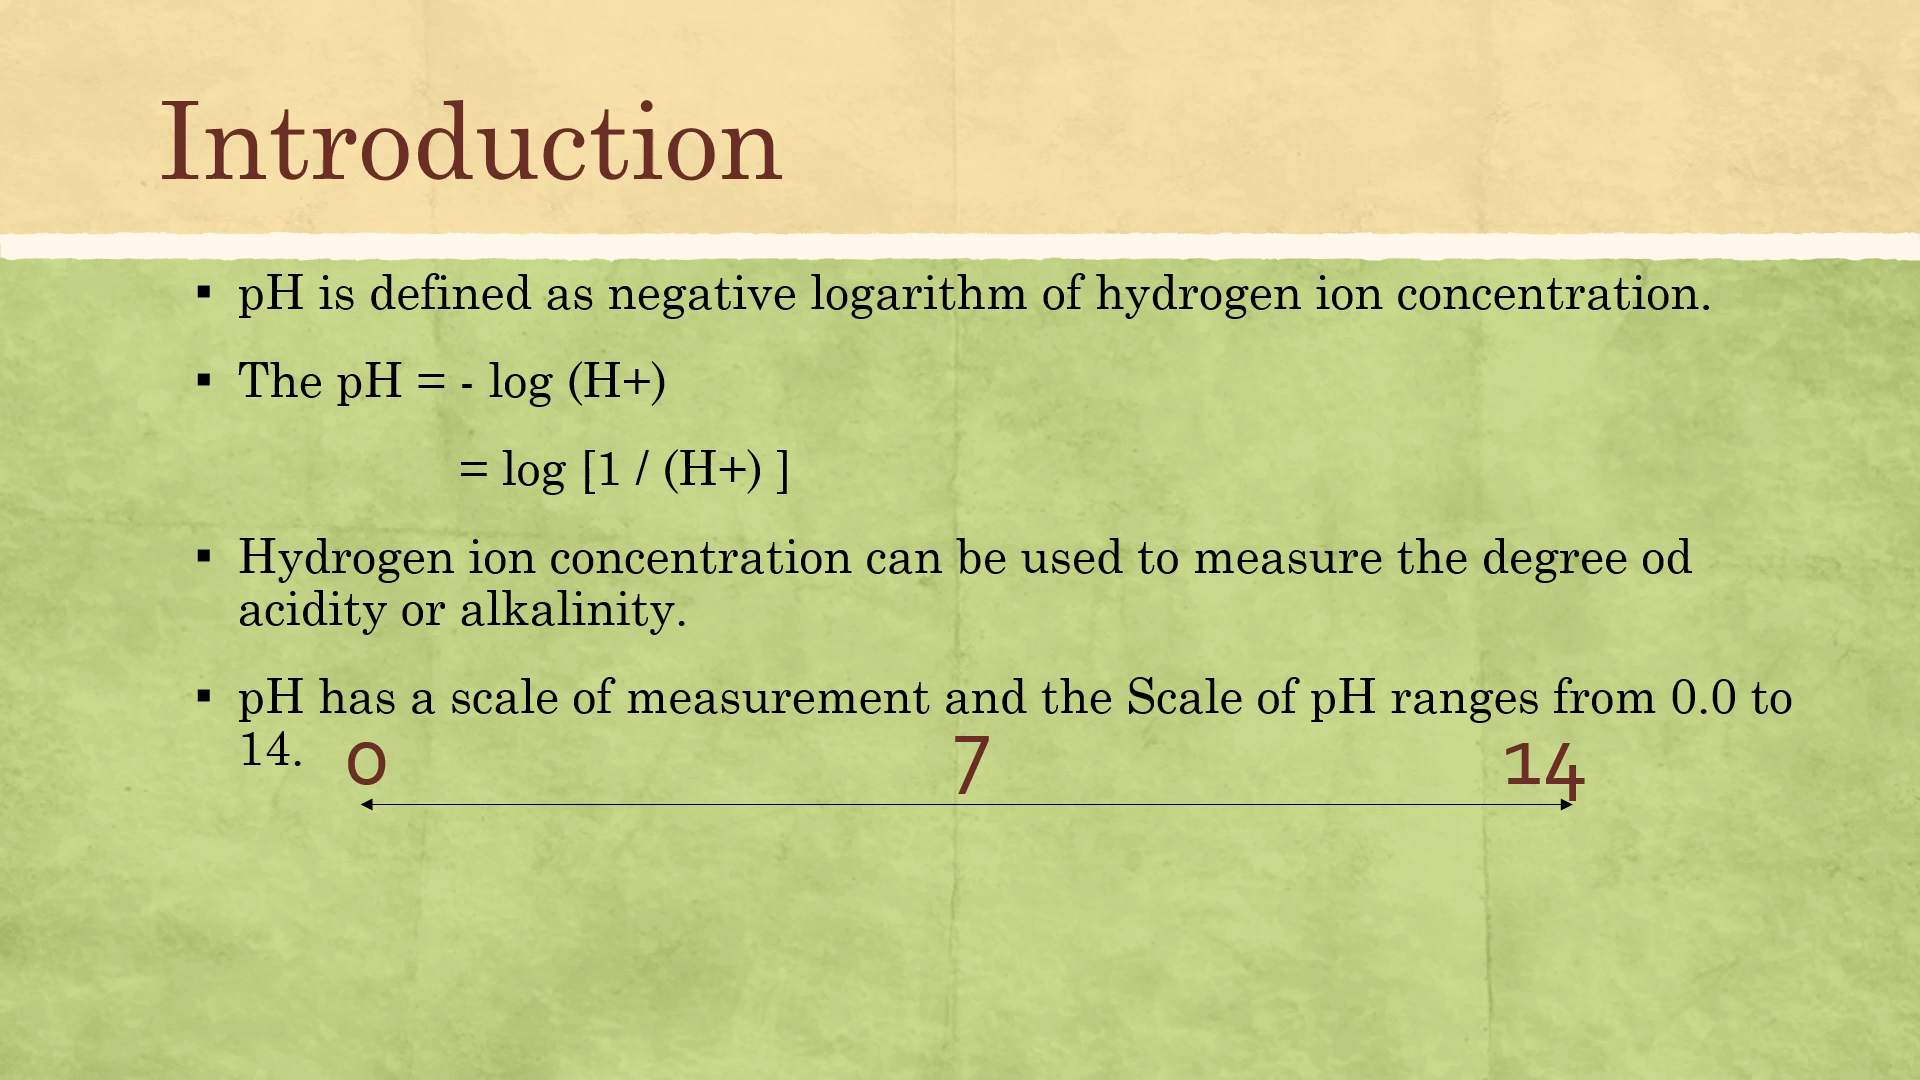 Introduction
▪ pH is defined as negative logarithm of hydrogen ion concentration.
▪ The pH = - log (H+)
= log [1 / (H+) ]
▪ Hydrogen ion concentration can be used to measure the degree od
acidity or alkalinity.
▪ pH has a scale of measurement and the Scale of pH ranges from 0.0 to
14.
0 7 14